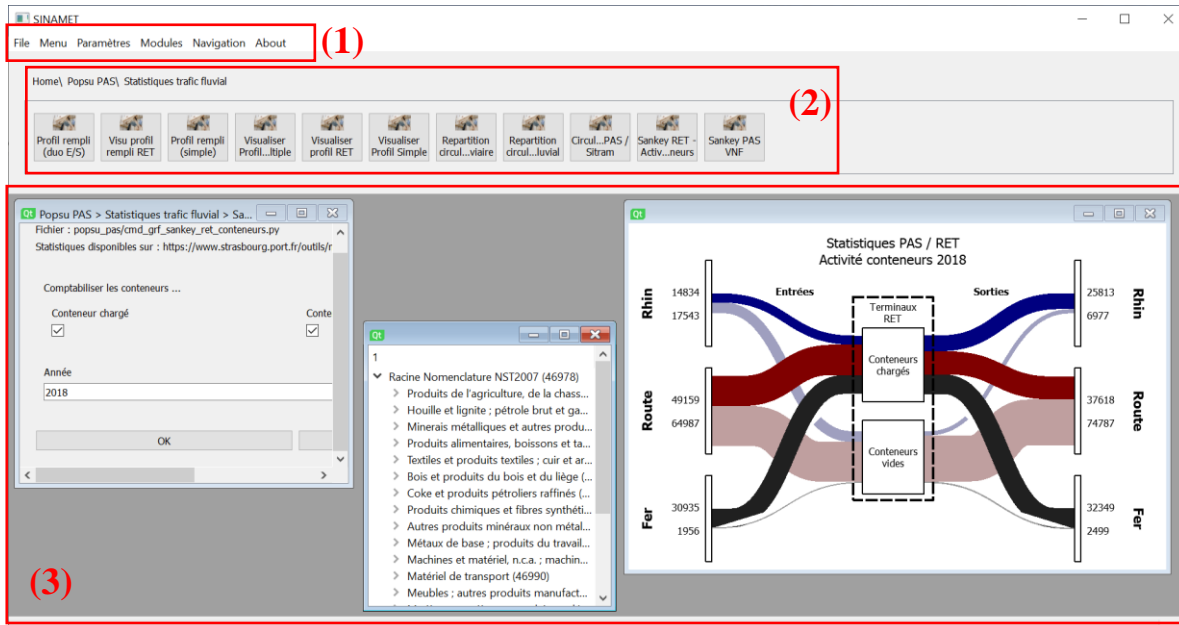 SINAMET
File Menu Paramètres Modules Navigation About
(1)
Home\ Popsu PAS\ Statistiques trafic fluvial
(2)
Profil rempli
(duo E/S)
Visu profil
rempli RET
Profil rempli
(simple)
Visualiser
Profil...ltiple
Visualiser
profil RET
Visualiser
Profil Simple
Repartition
circul...viaire
Repartition
circul...luvial
Circul...PAS /
Sitram
Sankey RET -
Activ...neurs
Sankey PAS
VNF
Qt Popsu PAS > Statistiques trafic fluvial > Sa...
Fichier : popsu_pas/cmd_grf_sankey_ret_conteneurs.py
Statistiques disponibles sur : https://www.strasbourg.port.fr/outils/r
Comptabiliser les conteneurs ...
Conteneur chargé
Conte
Année
2018
OK
Qt
1
Racine Nomenclature NST2007 (46978)
Produits de l'agriculture, de la chass...
Houille et lignite ; pétrole brut et ga...
Minerais métalliques et autres produ...
Produits alimentaires, boissons et ta...
Textiles et produits textiles ; cuir et ar...
Bois et produits du bois et du liège (...
Coke et produits pétroliers raffinés (...
Produits chimiques et fibres synthéti...
Autres produits minéraux non métal...
Métaux de base ; produits du travail...
Machines et matériel, n.c.a. ; machin...
Matériel de transport (46990)
Meubles ; autres produits manufact...
Qt
Statistiques PAS / RET
Activité conteneurs 2018
Entrées
Sorties
Rhin
14834
17543
Route
49159
64987
Fer
30935
1956
Terminaux
RET
Conteneurs
chargés
Conteneurs
vides
25813
6977
Rhin
37618
74787
Route
32349
2499
Fer
(3)